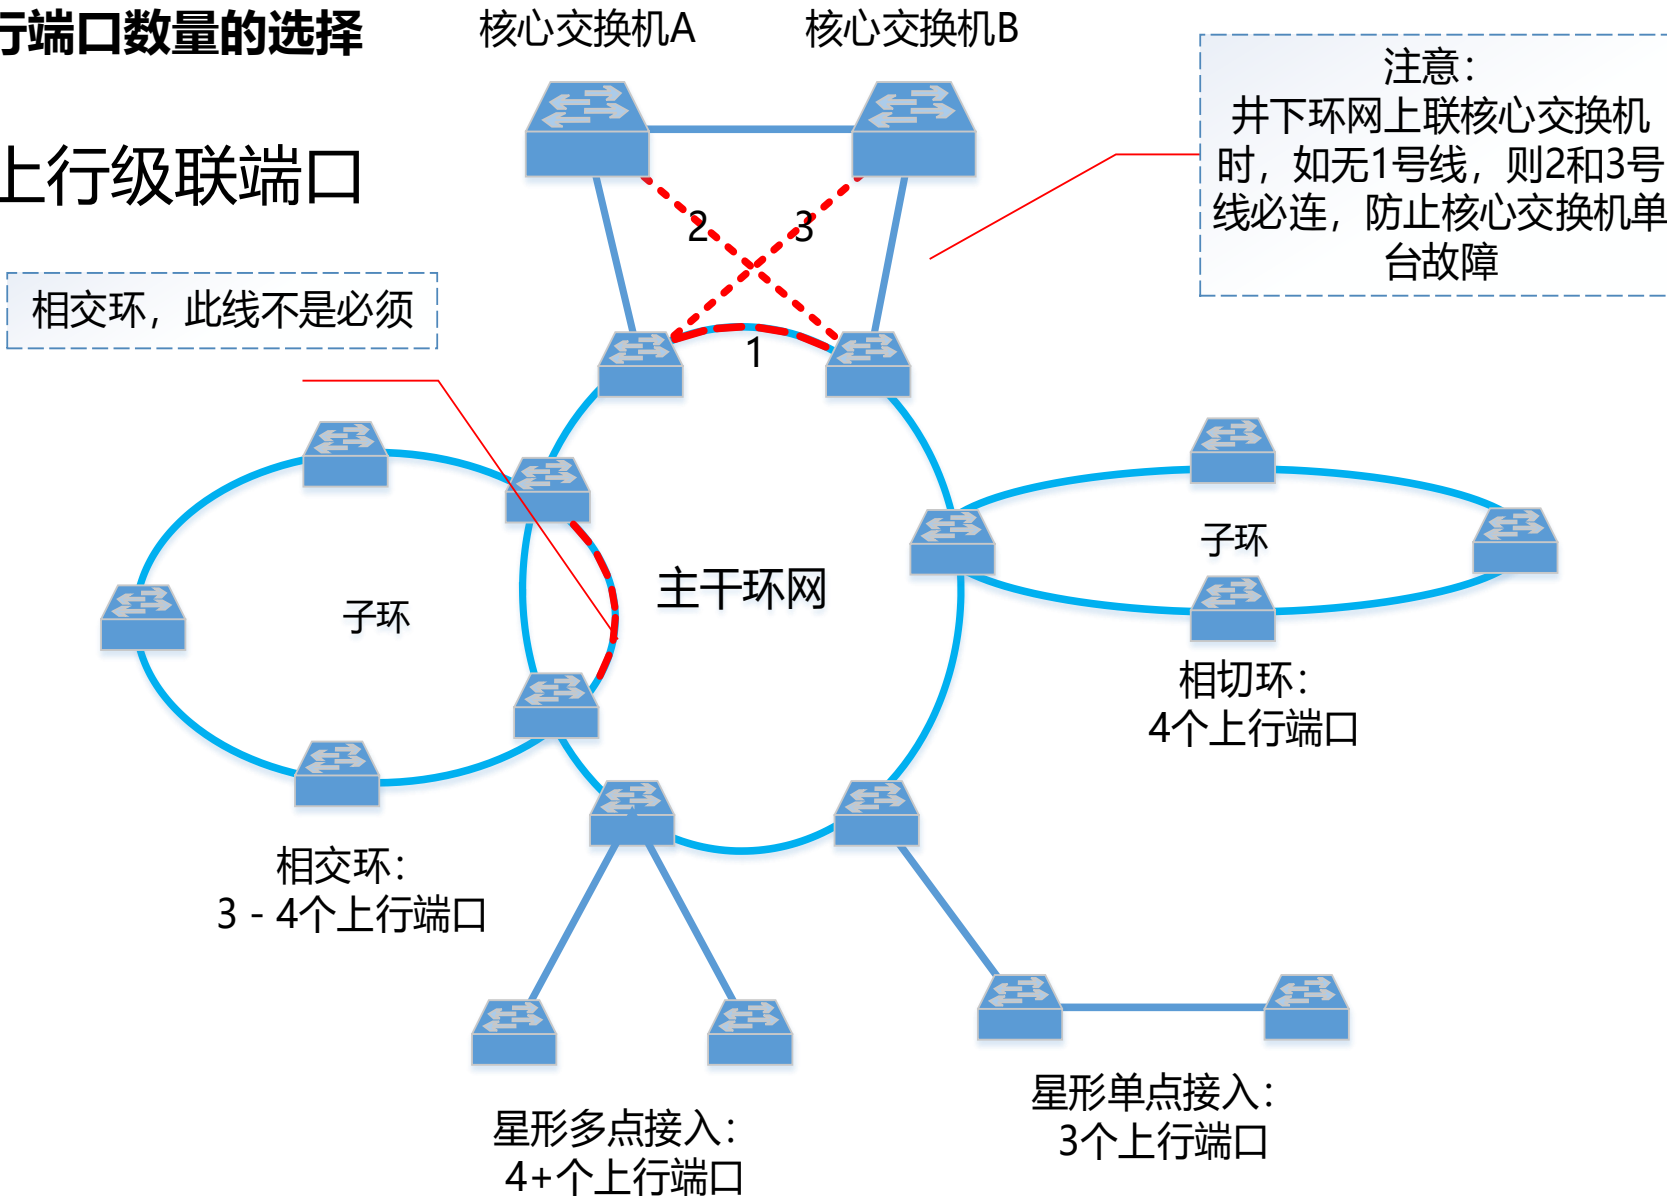 行端口数量的选择
上行级联端口
核心交换机A
核心交换机B
注意：
井下环网上联核心交换机
时，如无1号线，则2和3号
线必连，防止核心交换机单
台故障
2
3
1
相交环，此线不是必须
子环
主干环网
子环
相切环：
4个上行端口
相交环：
3 - 4个上行端口
星形多点接入：
4+个上行端口
星形单点接入：
3个上行端口